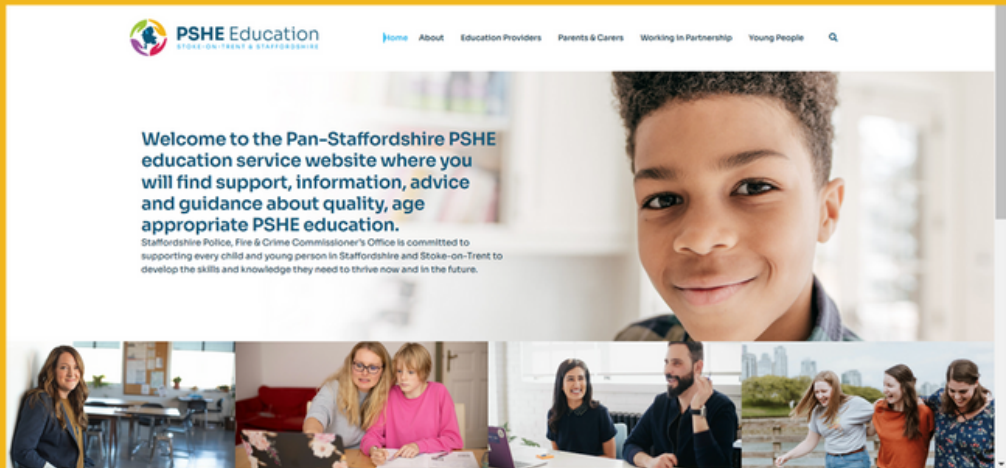 PSHE Education
STOKE-ON-TRENT & STAFFORDSHIRE
Home About Education Providers Parents & Carers Working In Partnership Young People
Welcome to the Pan-Staffordshire PSHE
education service website where you
will find support, information, advice
and guidance about quality, age
appropriate PSHE education.
Staffordshire Police, Fire & Crime Commissioner's Office is committed to
supporting every child and young person in Staffordshire and Stoke-on-Trent to
develop the skills and knowledge they need to thrive now and in the future.